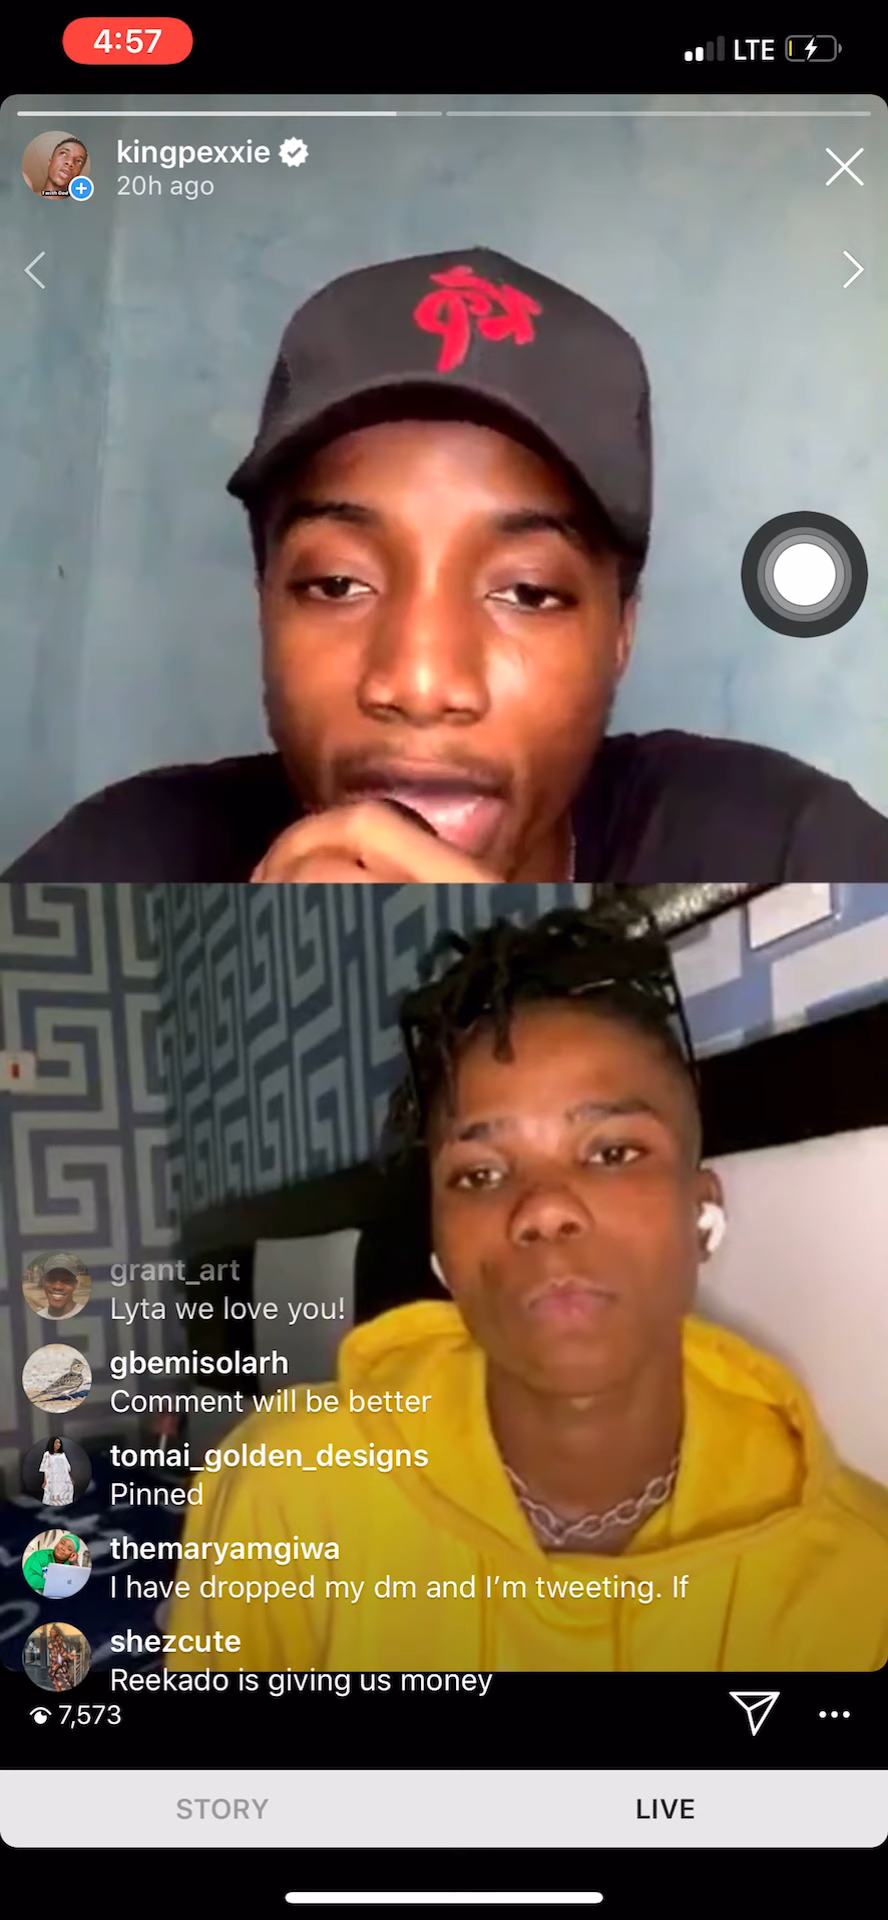 4:57
LTE
kingpexxie
20h ago
grant_art
Lyta we love you!
gbemisolarh
Comment will be better
tomai_golden_designs
Pinned
themaryamgiwa
I have dropped my dm and I’m tweeting. If
shezcute
Reekado is giving us money
7,573
STORY
LIVE